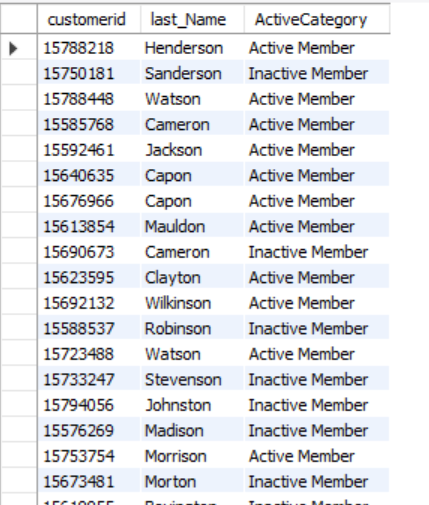 customerid last_Name ActiveCategory
15788218 Henderson Active Member
15750181 Sanderson Inactive Member
15788448 Watson Active Member
15585768 Cameron Active Member
15592461 Jackson Active Member
15640635 Capon Active Member
15676966 Capon Active Member
15613854 Mauldon Active Member
15690673 Cameron Inactive Member
15623595 Clayton Active Member
15692132 Wilkinson Active Member
15588537 Robinson Inactive Member
15723488 Watson Active Member
15733247 Stevenson Inactive Member
15794056 Johnston Inactive Member
15576269 Madison Inactive Member
15753754 Morrison Active Member
15673481 Morton Inactive Member
Inactive Member